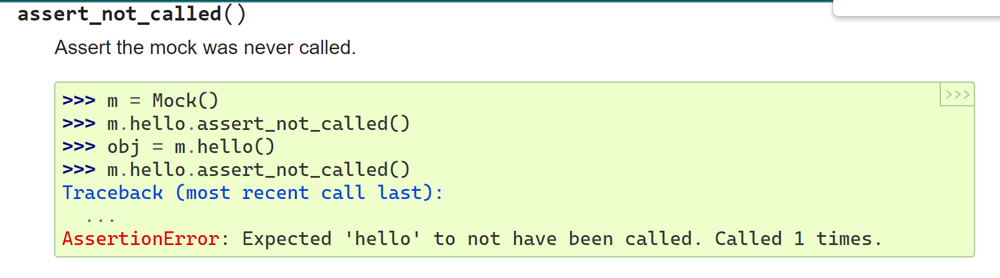 assert_not_called()
Assert the mock was never called.
>>>
>>> m = Mock()
>>> m.hello.assert_not_called()
>>> obj = m.hello()
>>> m.hello.assert_not_called()
Traceback (most recent call last):
...
AssertionError: Expected 'hello' to not have been called. Called 1 times.